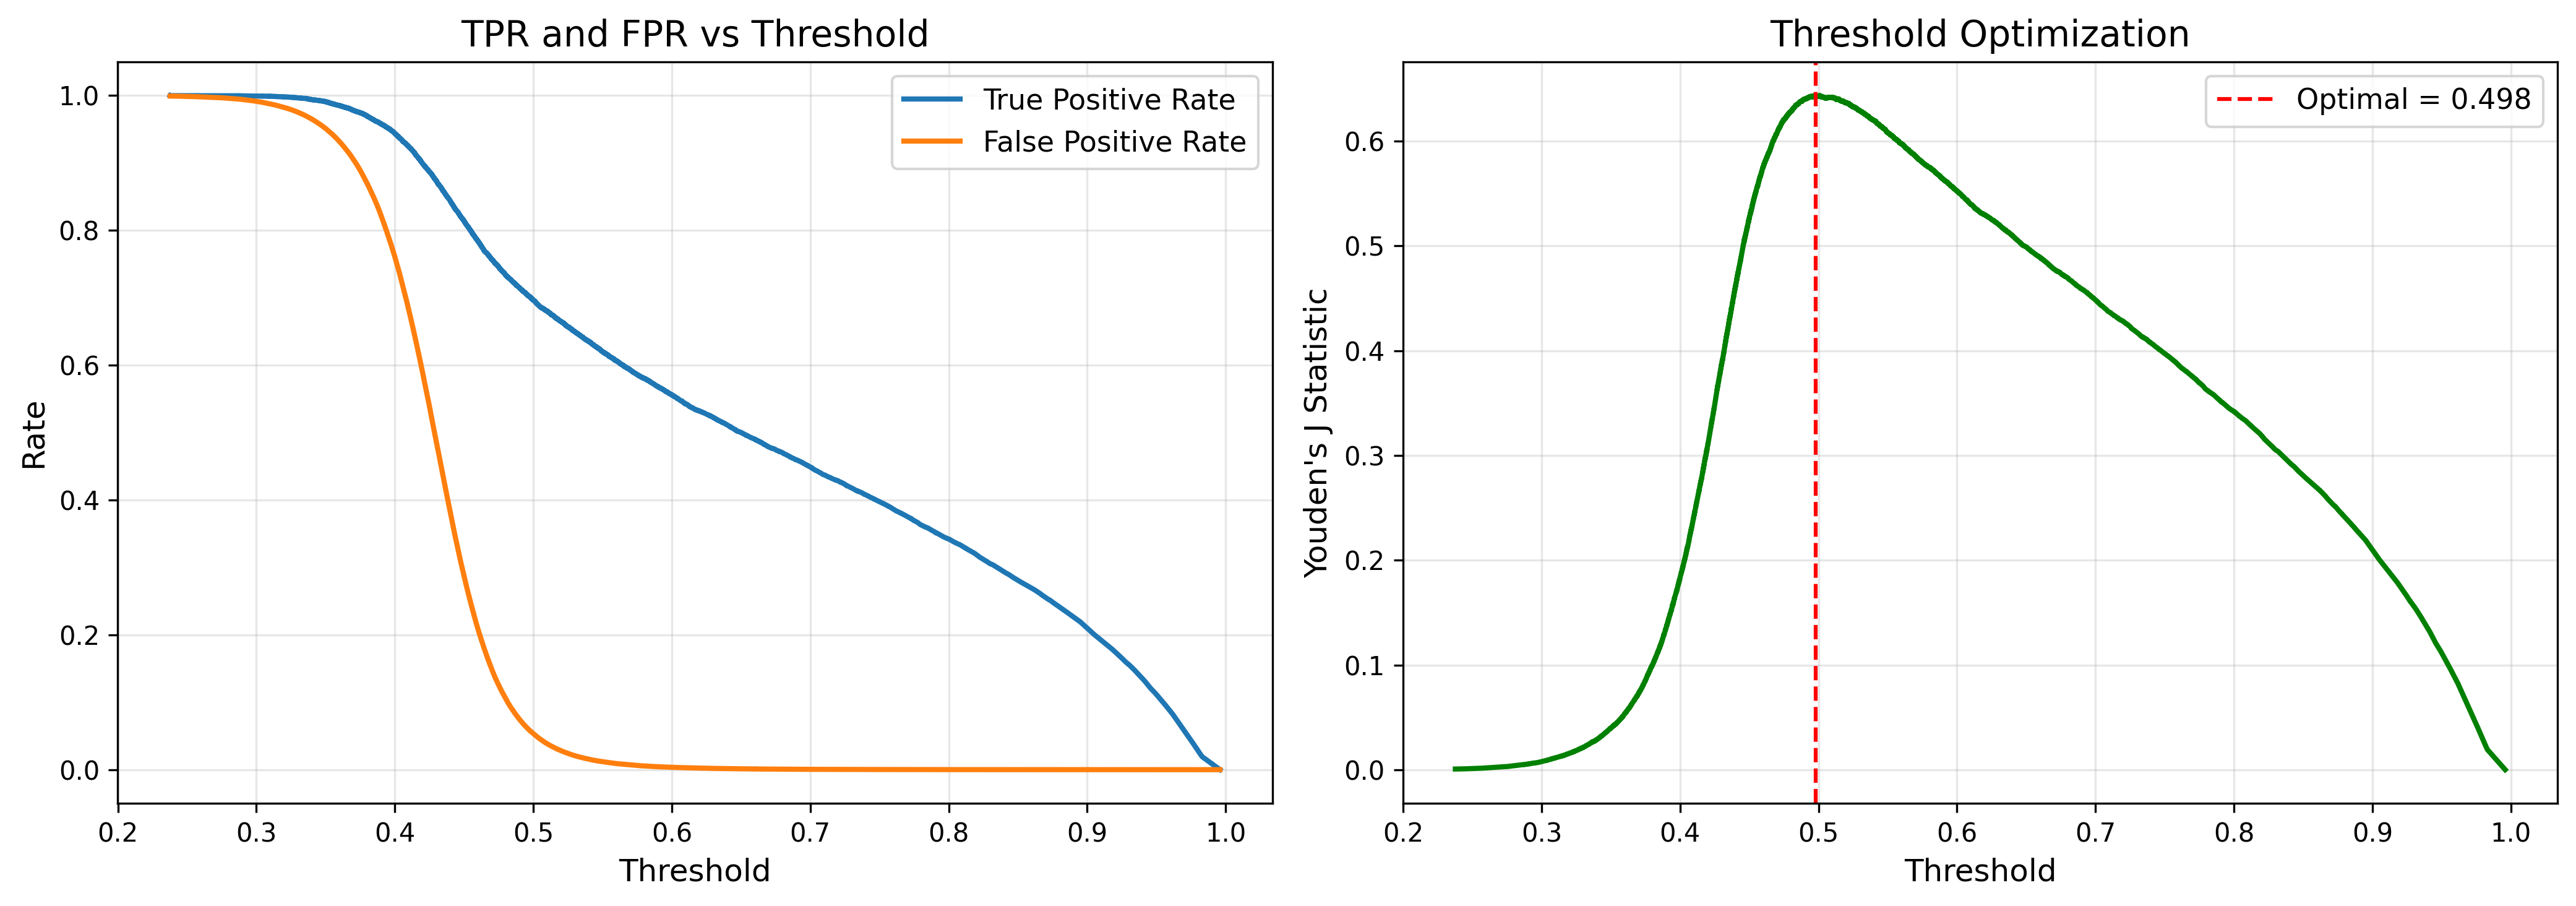 TPR and FPR vs Threshold
True Positive Rate
False Positive Rate
Rate
1.0
0.8
0.6
0.4
0.2
0.0
0.2 0.3 0.4 0.5 0.6 0.7 0.8 0.9 1.0
Threshold
Threshold Optimization
Optimal = 0.498
Youden's J Statistic
0.6
0.5
0.4
0.3
0.2
0.1
0.0
0.2 0.3 0.4 0.5 0.6 0.7 0.8 0.9 1.0
Threshold